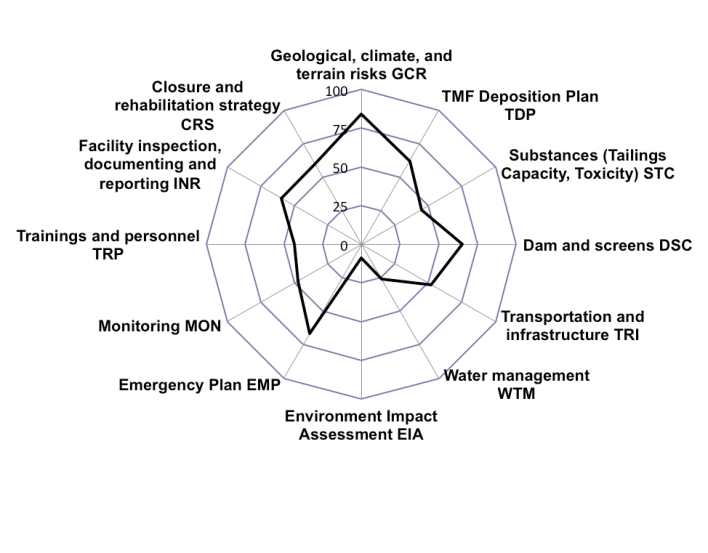 Geological, climate, and
terrain risks GCR
TMF Deposition Plan
TDP
Substances (Tailings
Capacity, Toxicity) STC
Dam and screens DSC
Transportation and
infrastructure TRI
Water management
WTM
Environment Impact
Assessment EIA
Emergency Plan EMP
Monitoring MON
Trainings and personnel
TRP
Facility inspection,
documenting and
reporting INR
Closure and
rehabilitation strategy
CRS
100
75
50
25
0